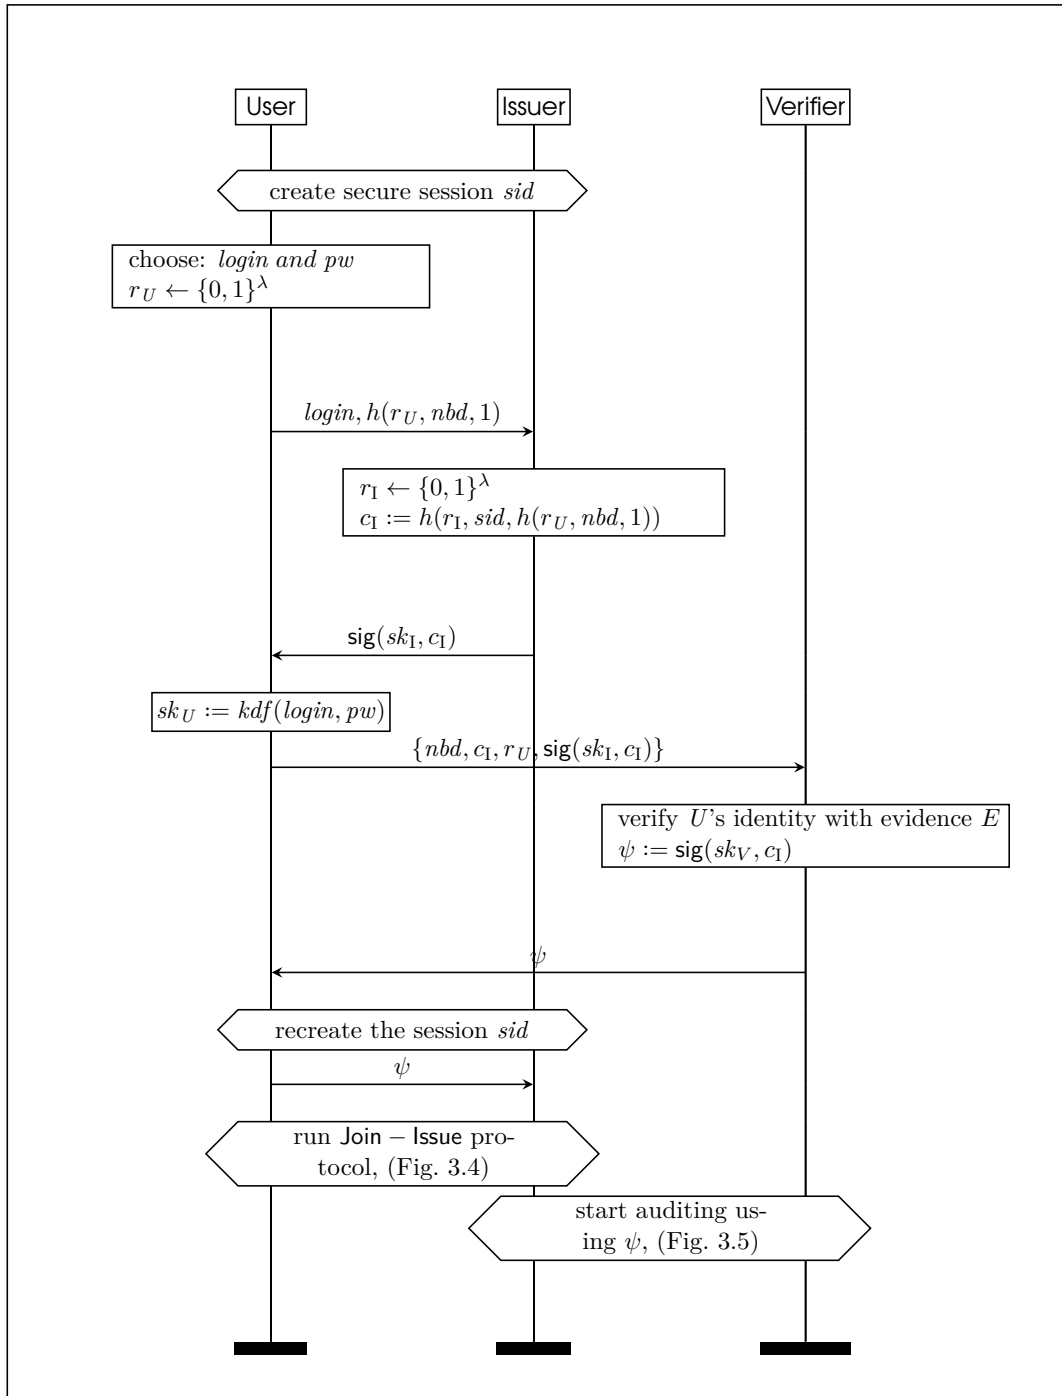 User Issuer Verifier
create secure session sid
choose: login and pw
r_U ← {0, 1}^λ
login, h(r_U, nbd, 1)
r_I ← {0, 1}^λ
c_I := h(r_I, sid, h(r_U, nbd, 1))
sig(sk_I, c_I)
sk_U := kdf(login, pw)
{nbd, c_I, r_U, sig(sk_I, c_I)}
verify U's identity with evidence E
ψ := sig(sk_V, c_I)
ψ
recreate the session sid
ψ
run Join – Issue pro-
tocol, (Fig. 3.4)
start auditing us-
ing ψ, (Fig. 3.5)